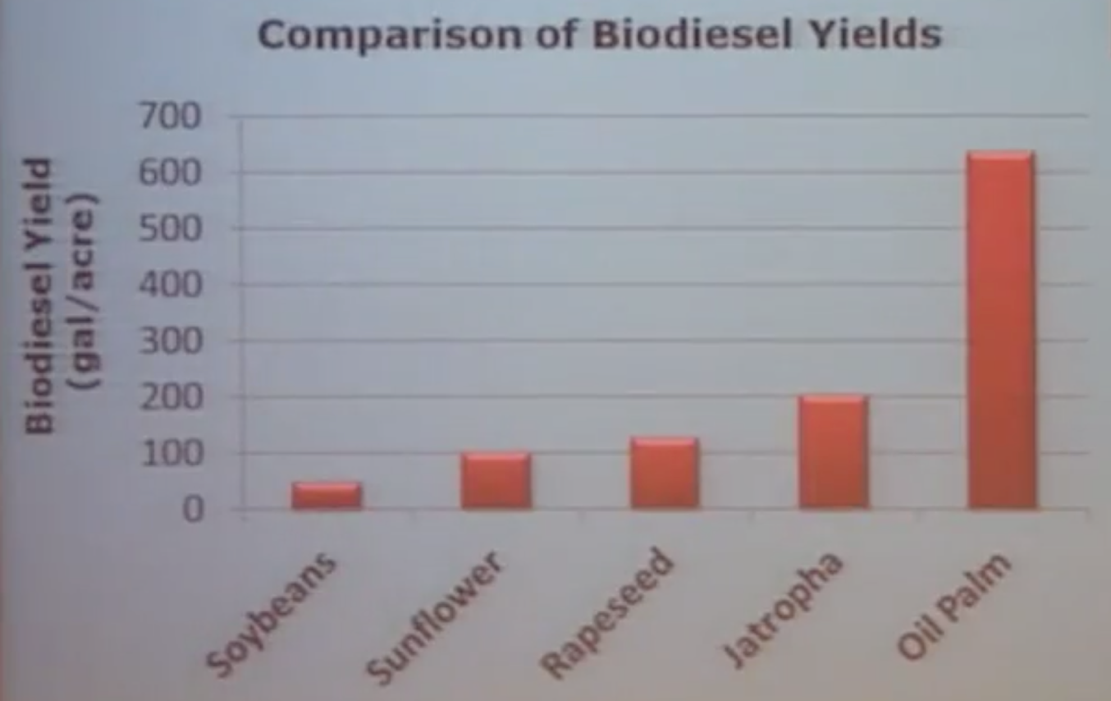 Comparison of Biodiesel Yields
Biodiesel Yield
(gal/acre)
700
600
500
400
300
200
100
0
Soybeans
Sunflower
Rapeseed
Jatropha
Oil Palm